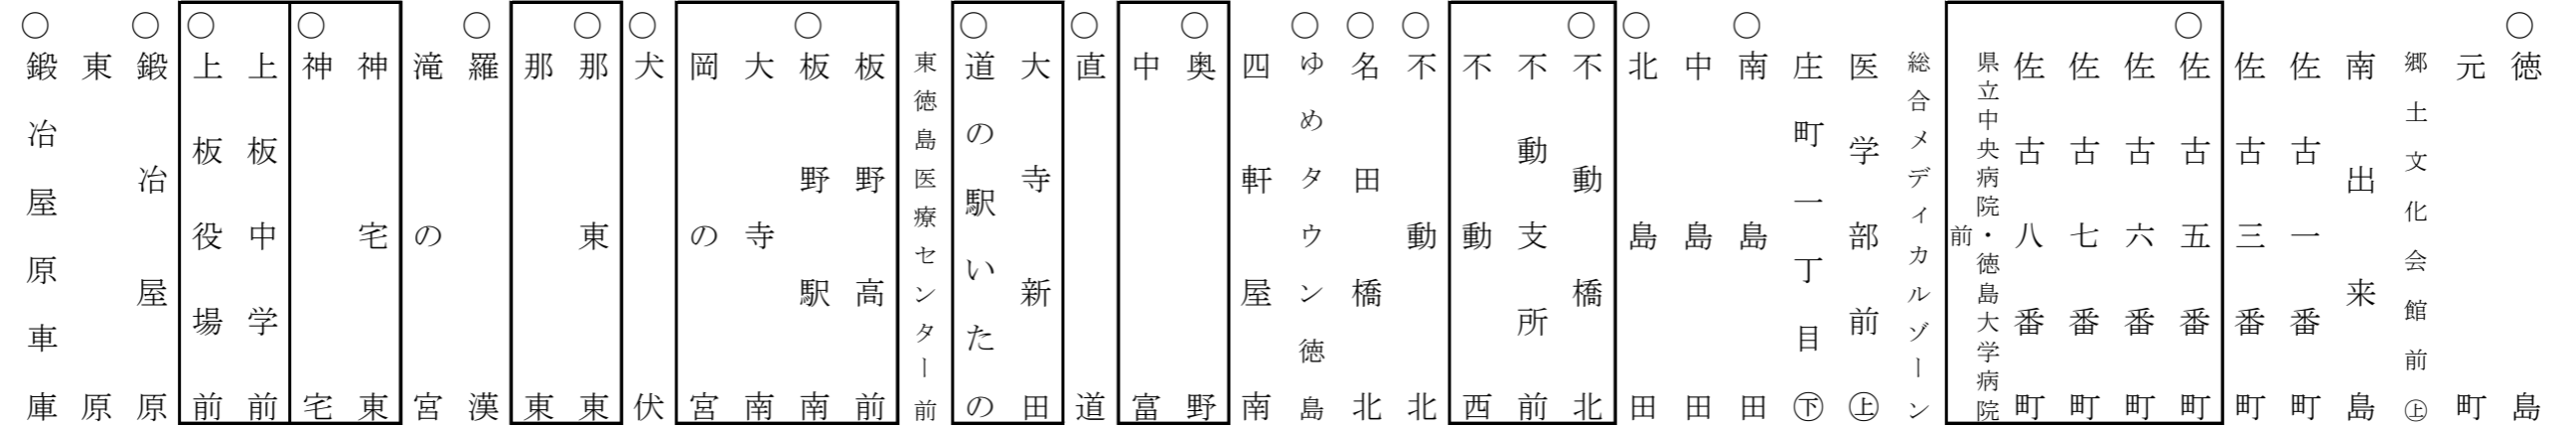 ○徳島
元町
郷土文化会館前㊤
南出来島
佐古一番町
佐古三番町
○佐古五番町
佐古六番町
佐古七番町
佐古八番町
県立中央病院・徳島大学病院前
総合メディカルゾーン
医学部前㊤
庄町一丁目㊦
○南島田
中島田
○北島田
○不動橋北
不動支所前
不動西
○不動北
○名田橋北
○ゆめタウン徳島
四軒屋南
○奥野
中富
○直道
大寺新田
○道の駅いたの
東徳島医療センター前
板野高前
○板野駅南
大寺南
岡の宮
○犬伏
○那東東
那東
○羅漢
滝の宮
神宅東
○神宅
上板中学前
○上板役場前
○鍛冶屋原
東原
○鍛冶屋原車庫